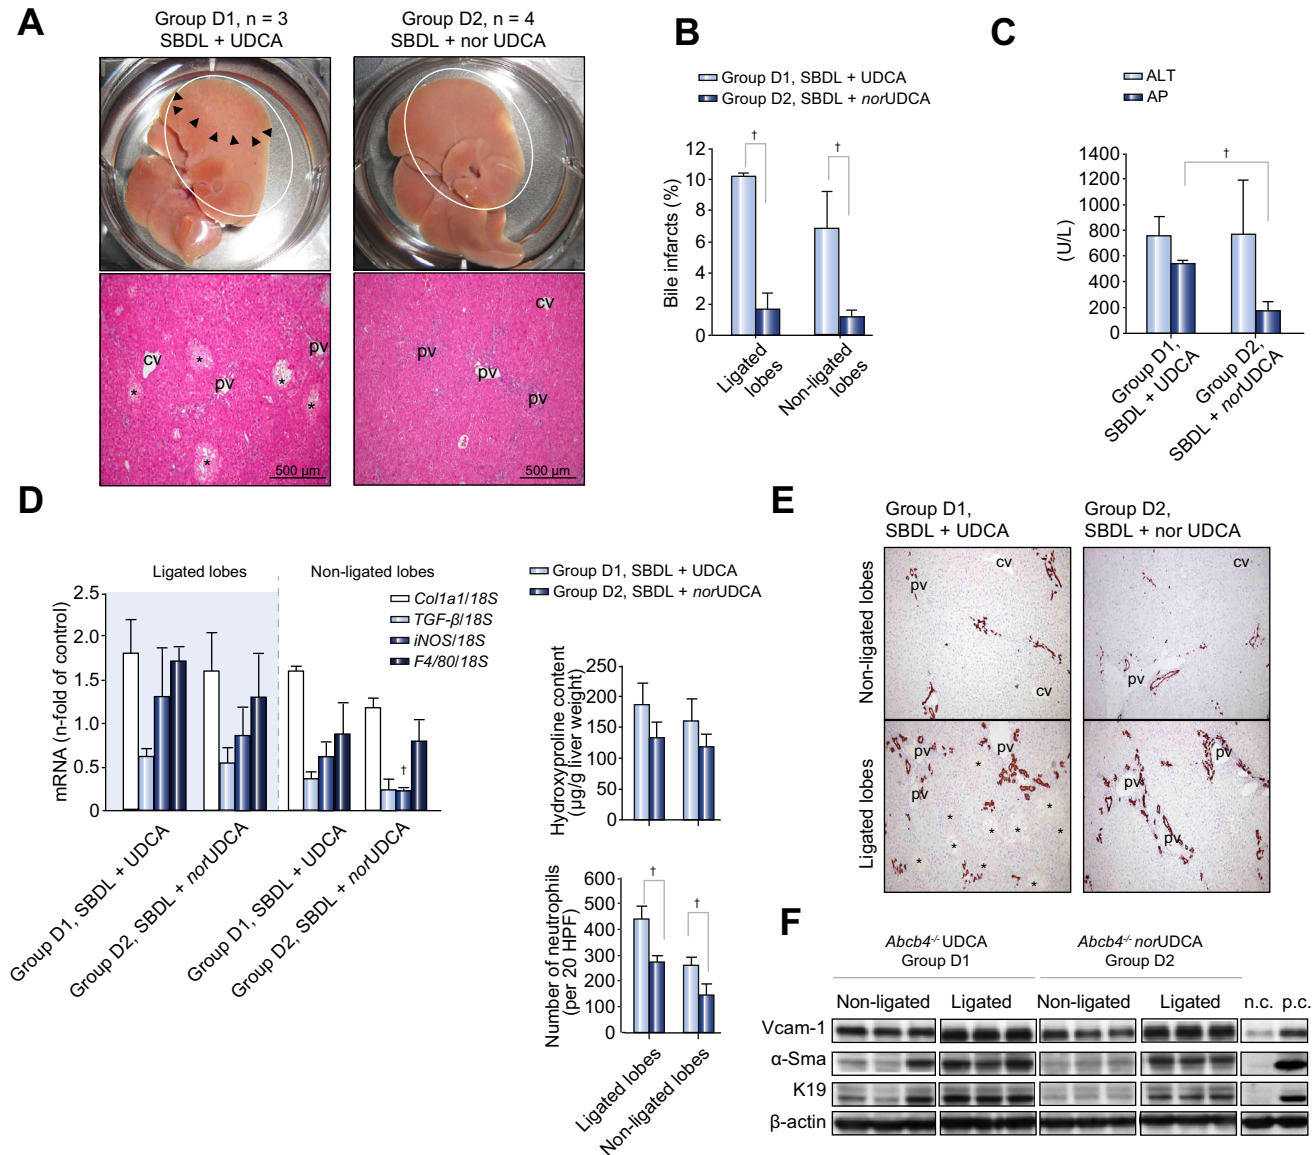 A
Group D1, n = 3
SBDL + UDCA
Group D2, n = 4
SBDL + nor UDCA
cv
*
pv
pv
*
*
*
*
500 µm
cv
pv
pv
pv
500 µm
B
Group D1, SBDL + UDCA
Group D2, SBDL + norUDCA
Bile infarcts (%)
12
10
8
6
4
2
0
†
†
Ligated lobes
Non-ligated lobes
C
ALT
AP
(U/L)
1400
1200
1000
800
600
400
200
0
†
Group D1, SBDL + UDCA
Group D2, SBDL + norUDCA
D
Ligated lobes
Non-ligated lobes
Col1a1/18S
TGF-β/18S
iNOS/18S
F4/80/18S
mRNA (n-fold of control)
2.5
2.0
1.5
1.0
0.5
0
†
Group D1, SBDL + UDCA
Group D2, SBDL + norUDCA
Group D1, SBDL + UDCA
Group D2, SBDL + norUDCA
Group D1, SBDL + UDCA
Group D2, SBDL + norUDCA
Hydroxyproline content
(µg/g liver weight)
250
200
150
100
50
0
Number of neutrophils
(per 20 HPF)
600
500
400
300
200
100
0
†
†
Ligated lobes
Non-ligated lobes
E
Group D1,
SBDL + UDCA
Group D2,
SBDL + nor UDCA
Non-ligated lobes
cv
pv
cv
cv
pv
Ligated lobes
pv
pv
pv
*
*
*
*
*
*
*
*
*
*
pv
pv
pv
F
Abcb4-/- UDCA
Group D1
Abcb4-/- norUDCA
Group D2
Non-ligated
Ligated
Non-ligated
Ligated
n.c.
p.c.
Vcam-1
α-Sma
K19
β-actin